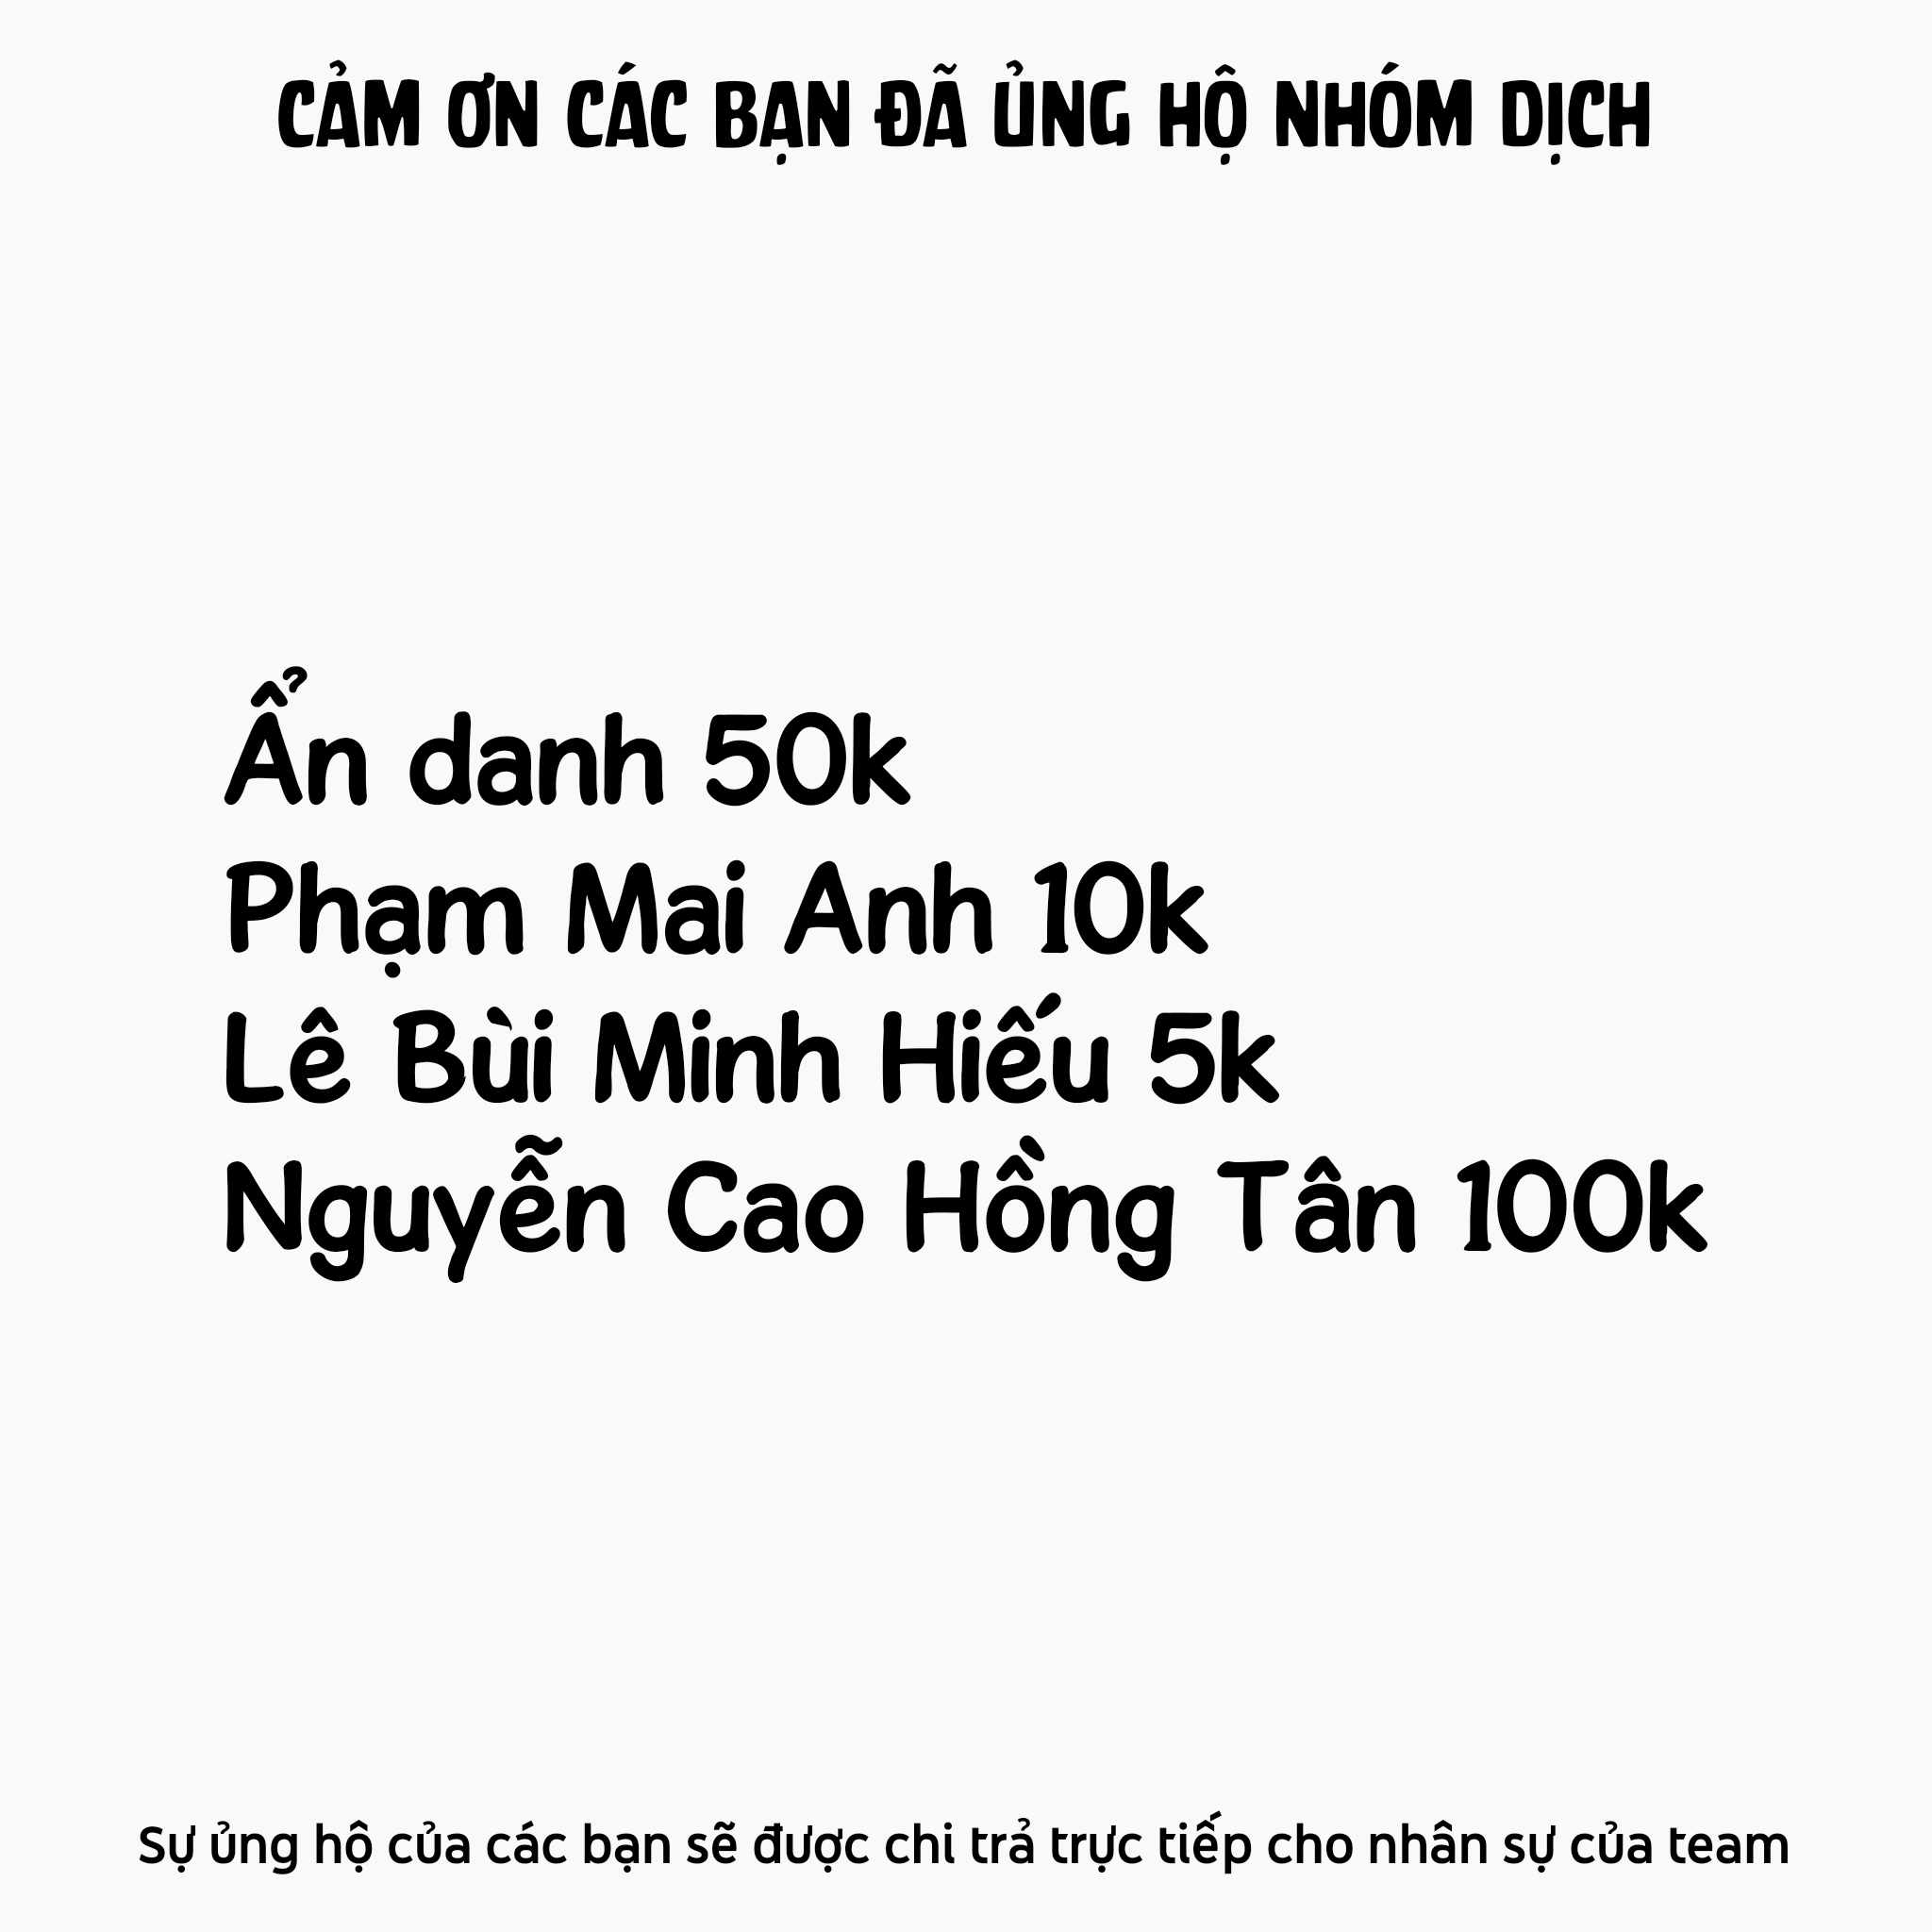 CẢM ƠN CÁC BẠN ĐÃ ỦNG HỘ NHÓM DỊCH
Ẩn danh 50k
Phạm Mai Anh 10k
Lê Bùi Minh Hiếu 5k
Nguyễn Cao Hồng Tân 100k
Sự ủng hộ của các bạn sẽ được chi trả trực tiếp cho nhân sự của team